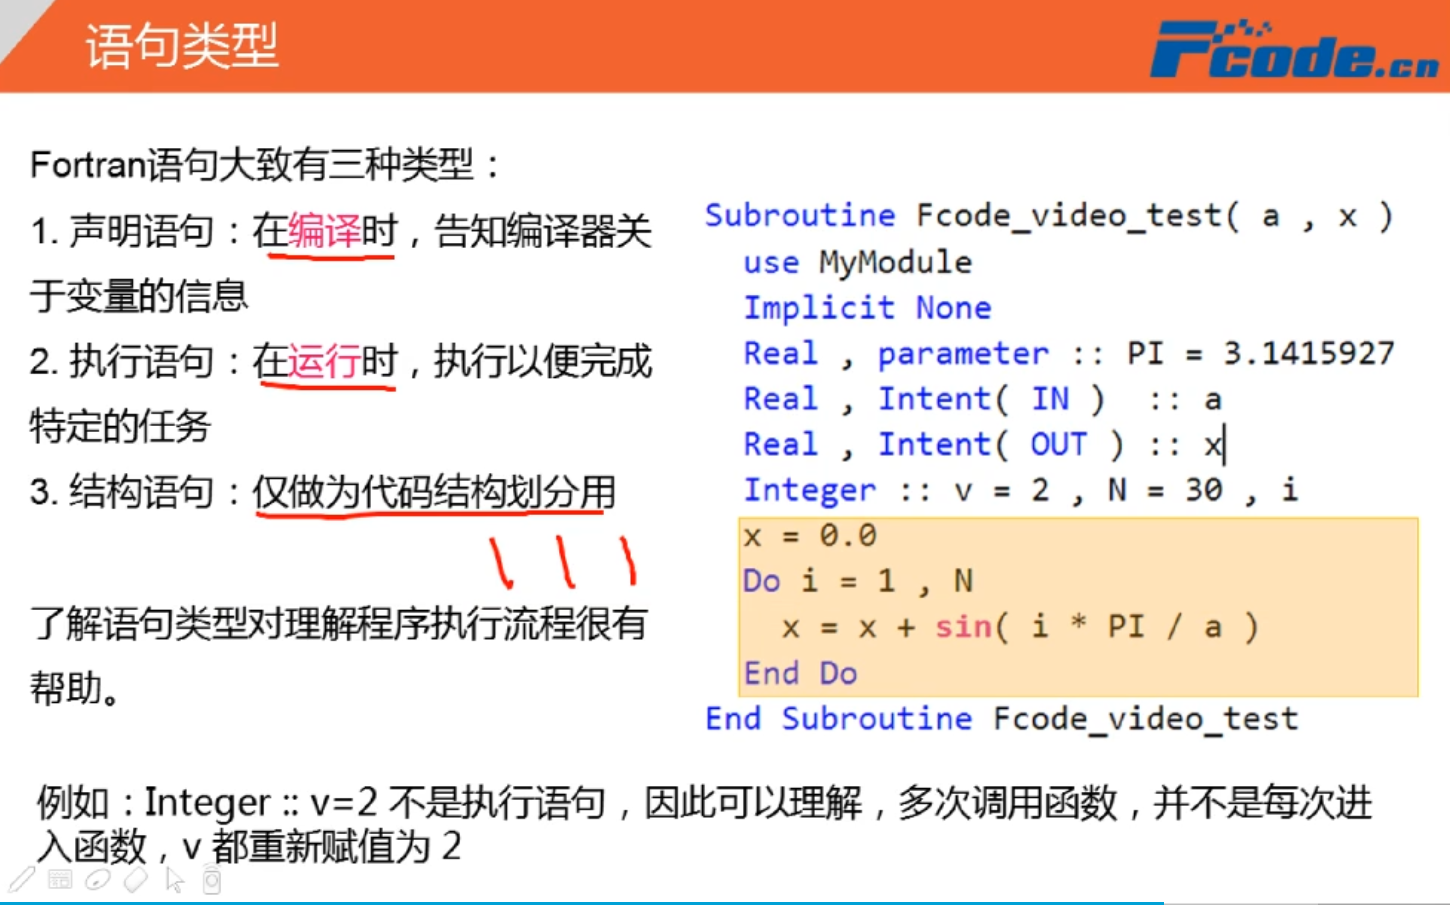 语句类型
Fcode.cn
Fortran语句大致有三种类型：
1. 声明语句：在编译时，告知编译器关
于变量的信息
2. 执行语句：在运行时，执行以便完成
特定的任务
3. 结构语句：仅做为代码结构划分用
了解语句类型对理解程序执行流程很有
帮助。
Subroutine Fcode_video_test( a , x )
use MyModule
Implicit None
Real , parameter :: PI = 3.1415927
Real , Intent( IN ) :: a
Real , Intent( OUT ) :: x
Integer :: v = 2 , N = 30 , i
x = 0.0
Do i = 1 , N
x = x + sin( i * PI / a )
End Do
End Subroutine Fcode_video_test
例如：Integer :: v=2 不是执行语句，因此可以理解，多次调用函数，并不是每次进
入函数，v 都重新赋值为 2